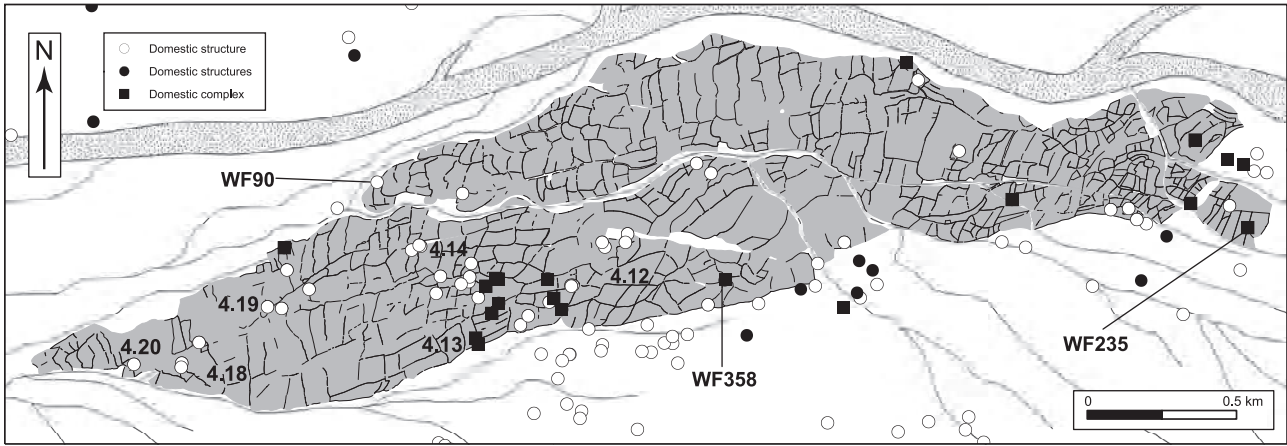 N
Domestic structure
Domestic structures
Domestic complex
WF90
4.14
4.12
4.19
4.13
4.20
4.18
WF358
WF235
0 0.5 km